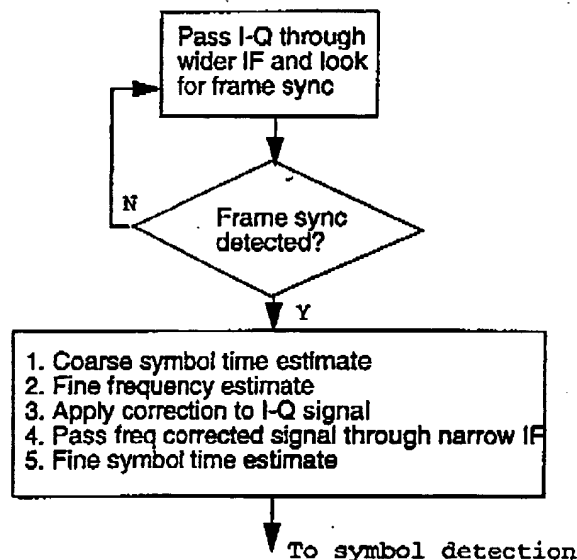 Pass I-Q through
wider IF and look
for frame sync
N
Frame sync
detected?
Y
1. Coarse symbol time estimate
2. Fine frequency estimate
3. Apply correction to I-Q signal
4. Pass freq corrected signal through narrow IF
5. Fine symbol time estimate
To symbol detection